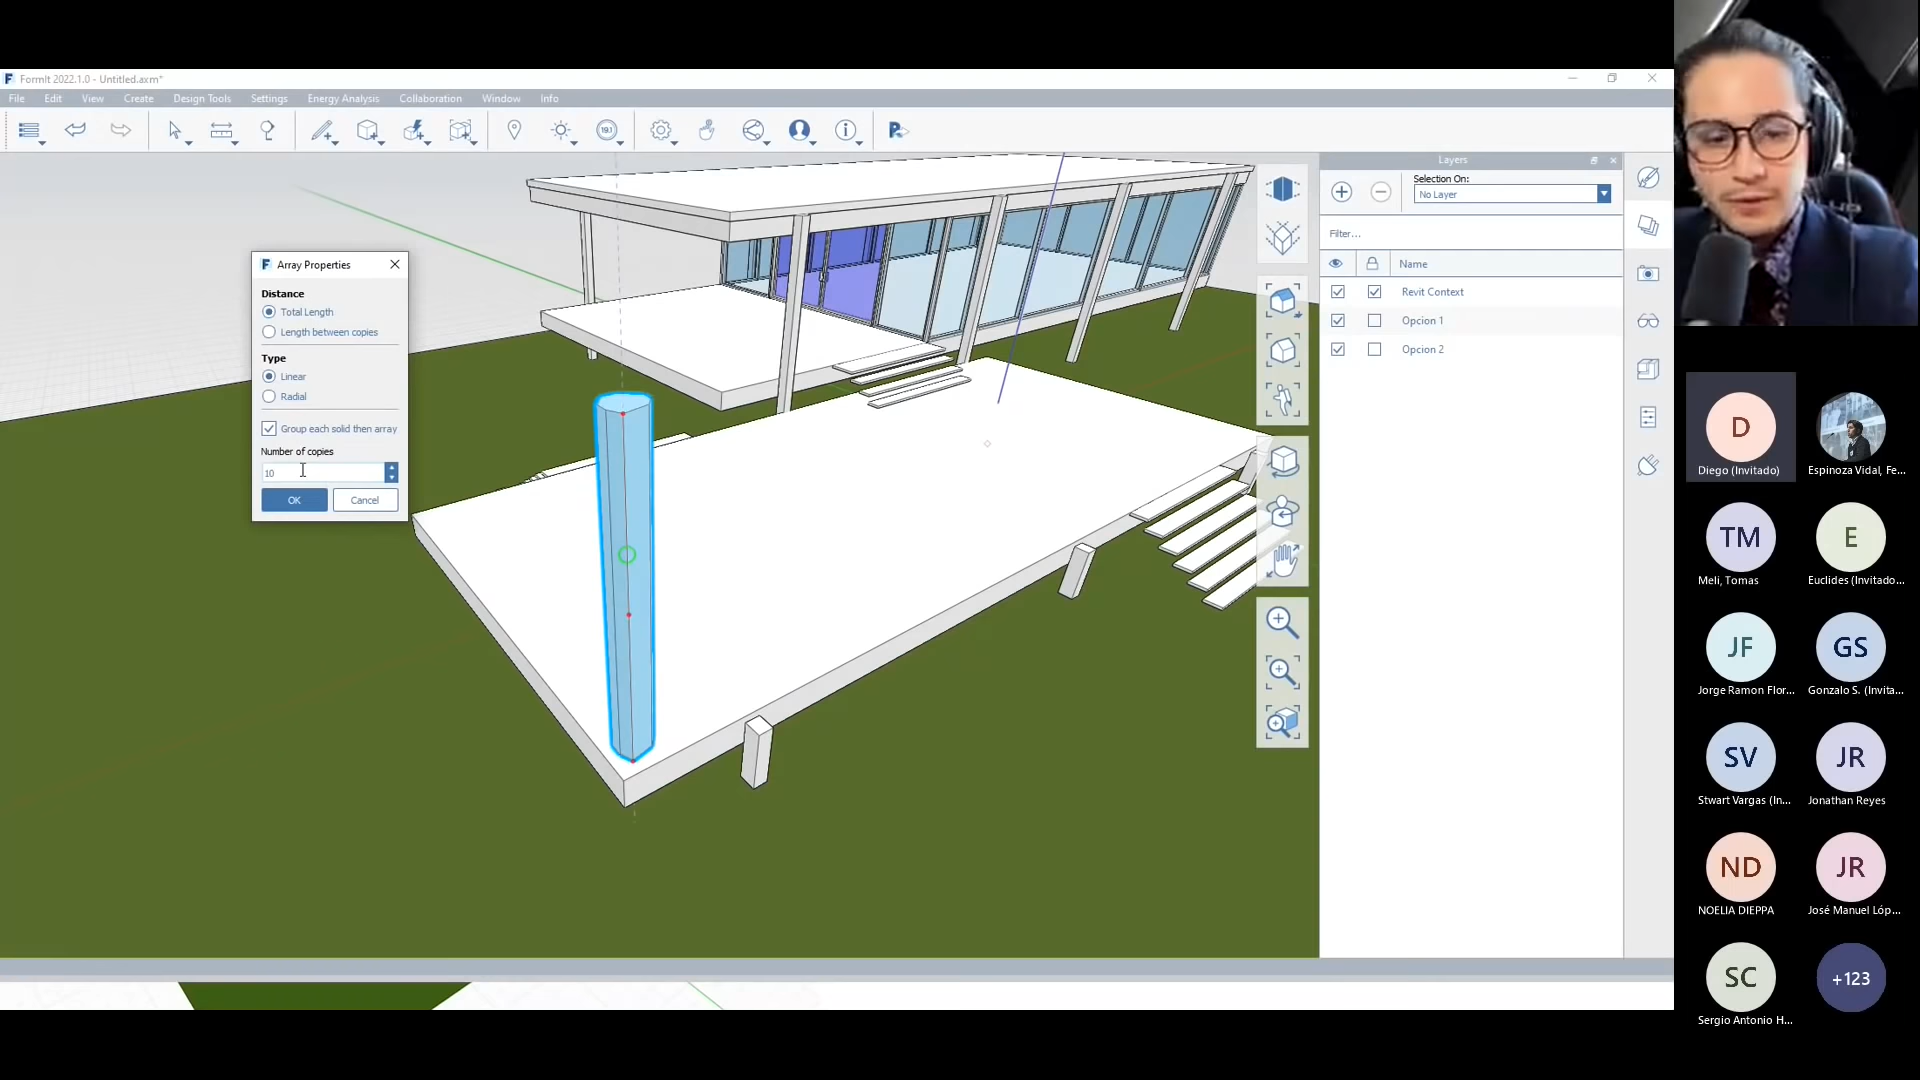 FormIt 2022.1.0 - Untitled.axm*
File Edit View Create Design Tools Settings Energy Analysis Collaboration Window Info
19.1
Layers
Selection On:
No Layer
Filter...
Name
Revit Context
Opcion 1
Opcion 2
Array Properties
Distance
Total Length
Length between copies
Type
Linear
Radial
Group each solid then array
Number of copies
10
OK Cancel
D
Diego (Invitado)
Espinoza Vidal, Fe...
TM
Meli, Tomas
E
Euclides (Invitado...
JF
Jorge Ramon Flor...
GS
Gonzalo S. (Invita...
SV
Stwart Vargas (In...
JR
Jonathan Reyes
ND
NOELIA DIEPPA
JR
José Manuel Lóp...
SC
Sergio Antonio H...
+123